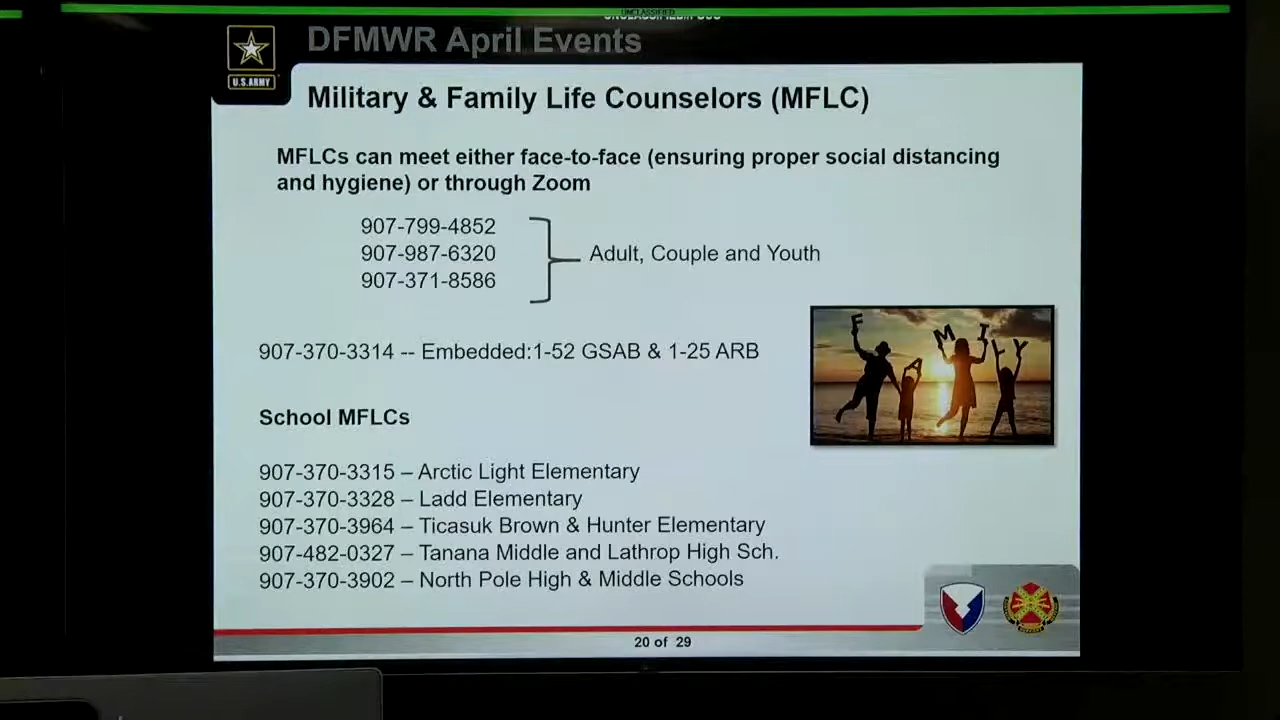 UNCLASSIFIED
DFMWR April Events
U.S.ARMY
Military & Family Life Counselors (MFLC)
MFLCs can meet either face-to-face (ensuring proper social distancing
and hygiene) or through Zoom
907-799-4852
907-987-6320
907-371-8586
Adult, Couple and Youth
907-370-3314 -- Embedded:1-52 GSAB & 1-25 ARB
F A M I L Y
School MFLCs
907-370-3315 – Arctic Light Elementary
907-370-3328 – Ladd Elementary
907-370-3964 – Ticasuk Brown & Hunter Elementary
907-482-0327 – Tanana Middle and Lathrop High Sch.
907-370-3902 – North Pole High & Middle Schools
20 of 29